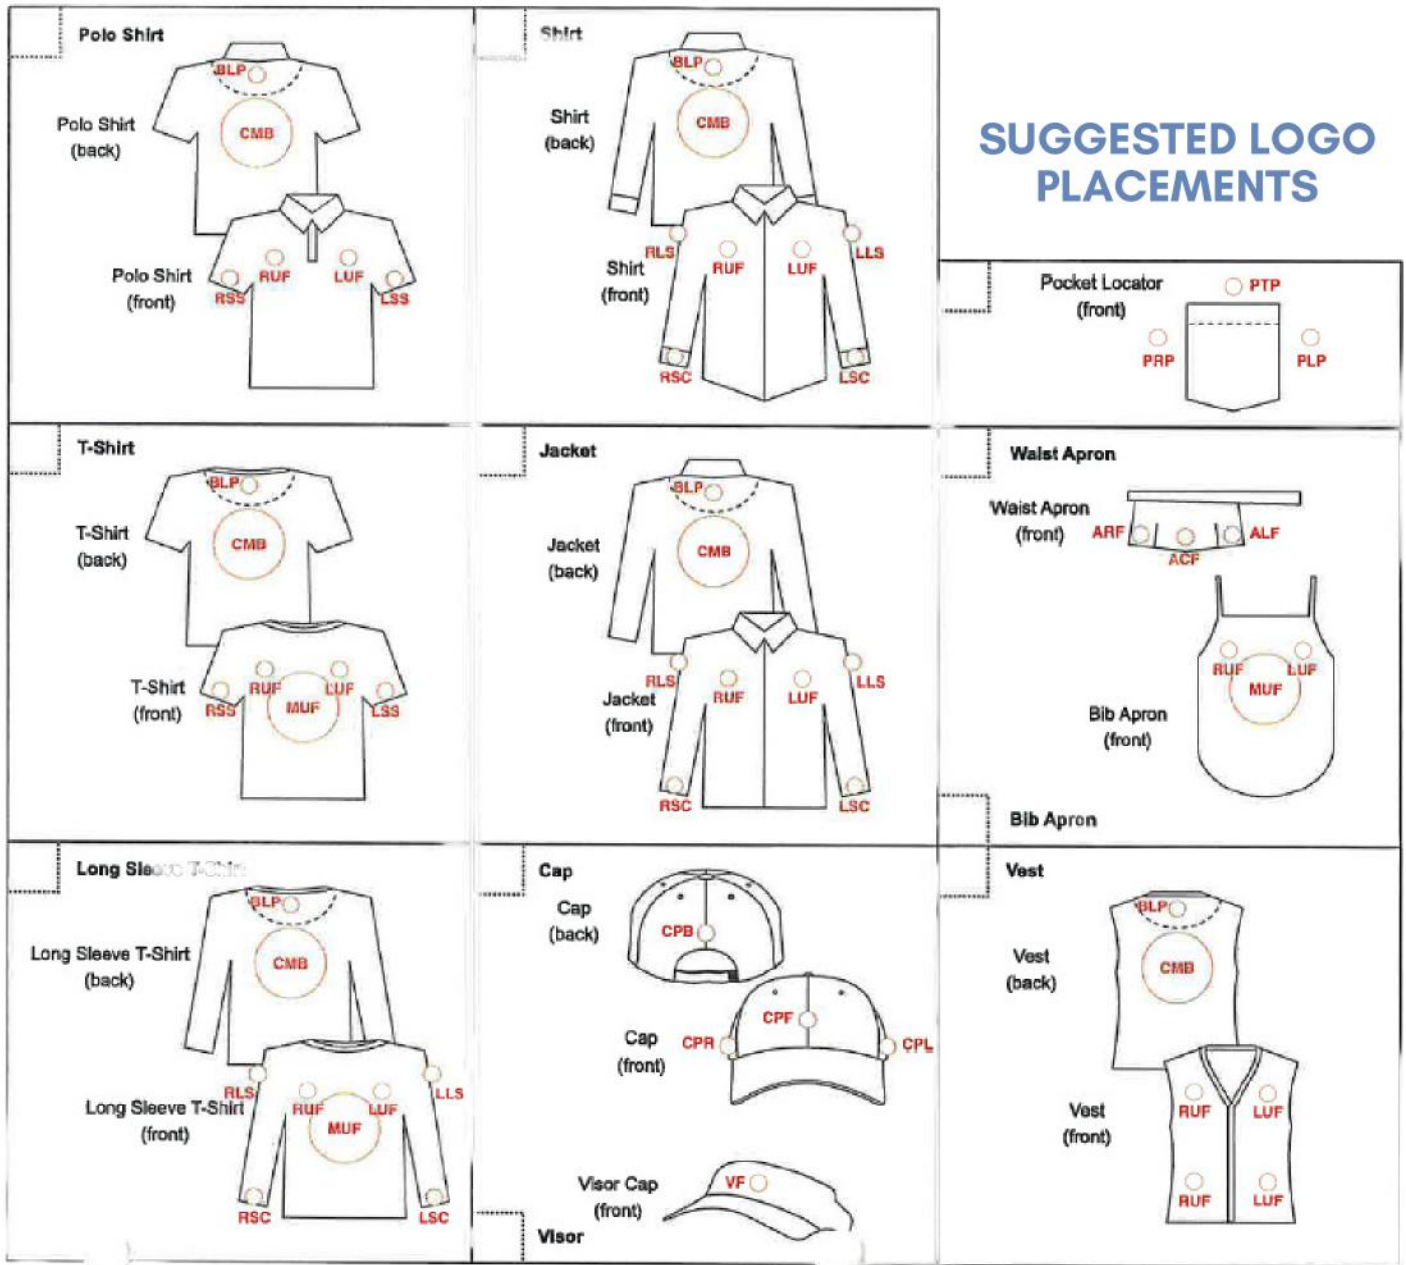 SUGGESTED LOGO
PLACEMENTS
Polo Shirt
Polo Shirt
(back)
BLP
CMB
Polo Shirt
(front)
RSS
RUF
LUF
LSS
Shirt
Shirt
(back)
BLP
CMB
Shirt
(front)
RLS
RUF
LUF
LLS
RSC
LSC
Pocket Locator
(front)
PTP
PRP
PLP
T-Shirt
T-Shirt
(back)
BLP
CMB
T-Shirt
(front)
RSS
RUF
MUF
LUF
LSS
Jacket
Jacket
(back)
BLP
CMB
Jacket
(front)
RLS
RUF
LUF
LLS
RSC
LSC
Waist Apron
Waist Apron
(front)
ARF
ACF
ALF
RUF
LUF
MUF
Bib Apron
(front)
Bib Apron
Long Sleeve T-Shirt
Long Sleeve T-Shirt
(back)
BLP
CMB
Long Sleeve T-Shirt
(front)
RLS
RUF
LUF
LLS
MUF
RSC
LSC
Cap
Cap
(back)
CPB
Cap
(front)
CPR
CPF
CPL
Visor Cap
(front)
VF
Visor
Vest
Vest
(back)
BLP
CMB
Vest
(front)
RUF
LUF
RUF
LUF